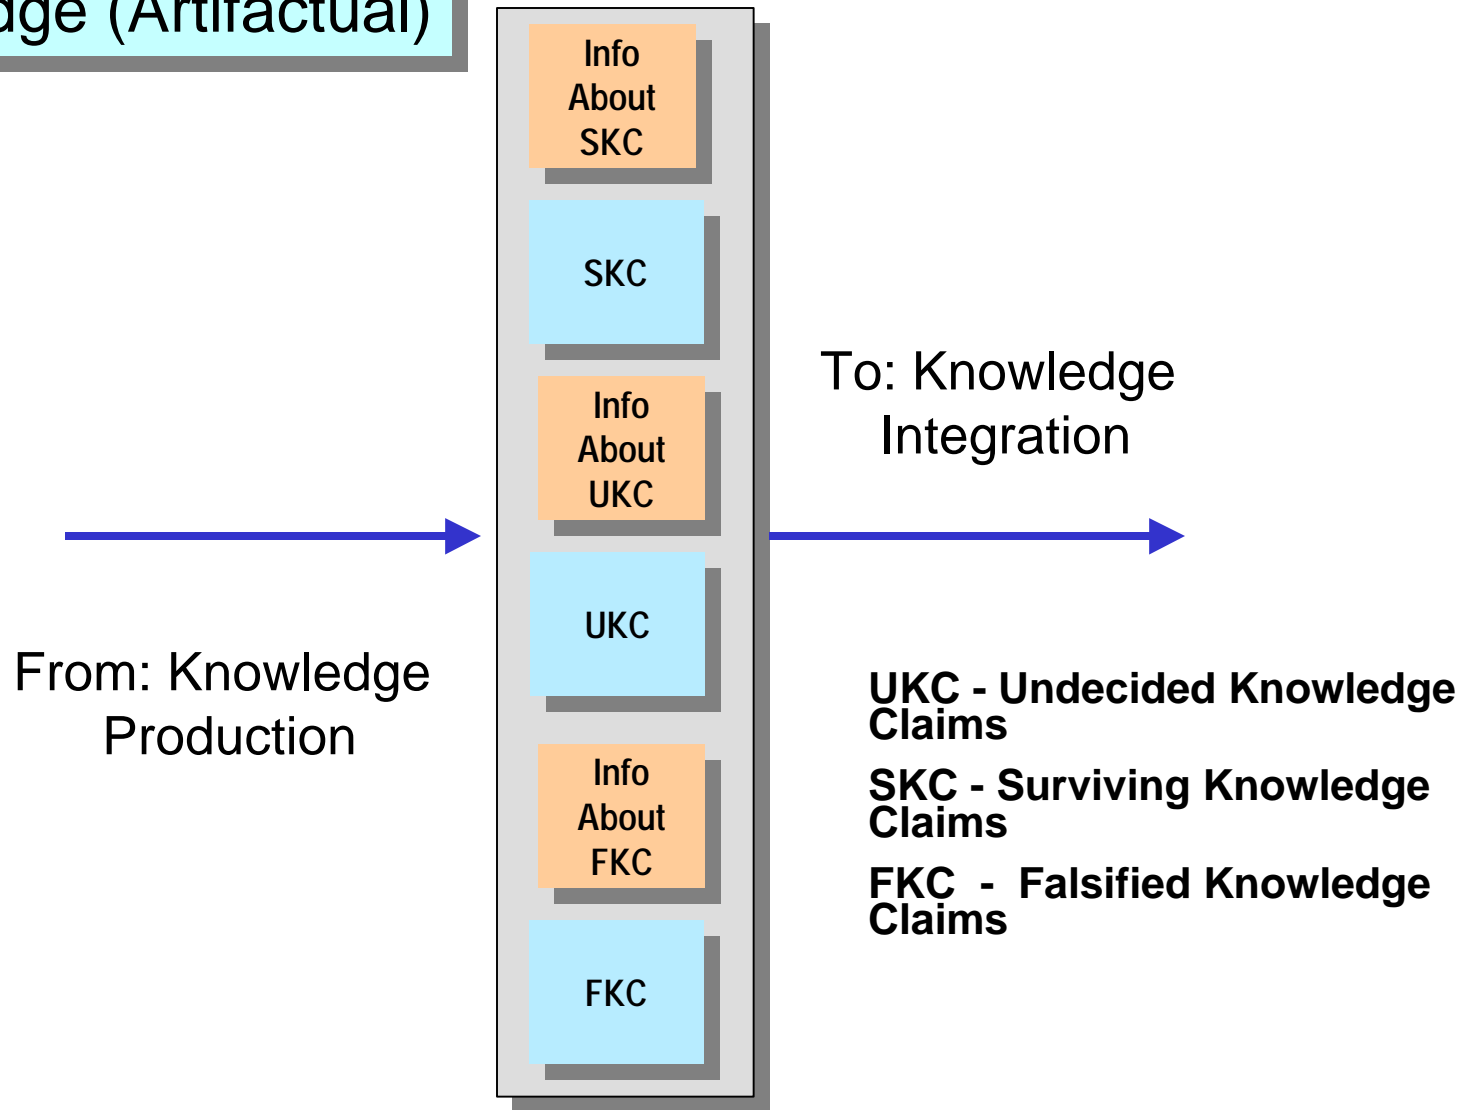 (Artifactual)
Info
About
SKC
SKC
Info
About
UKC
To: Knowledge
Integration
UKC
From: Knowledge
Production
UKC - Undecided Knowledge
Claims
SKC - Surviving Knowledge
Claims
FKC - Falsified Knowledge
Claims
Info
About
FKC
FKC